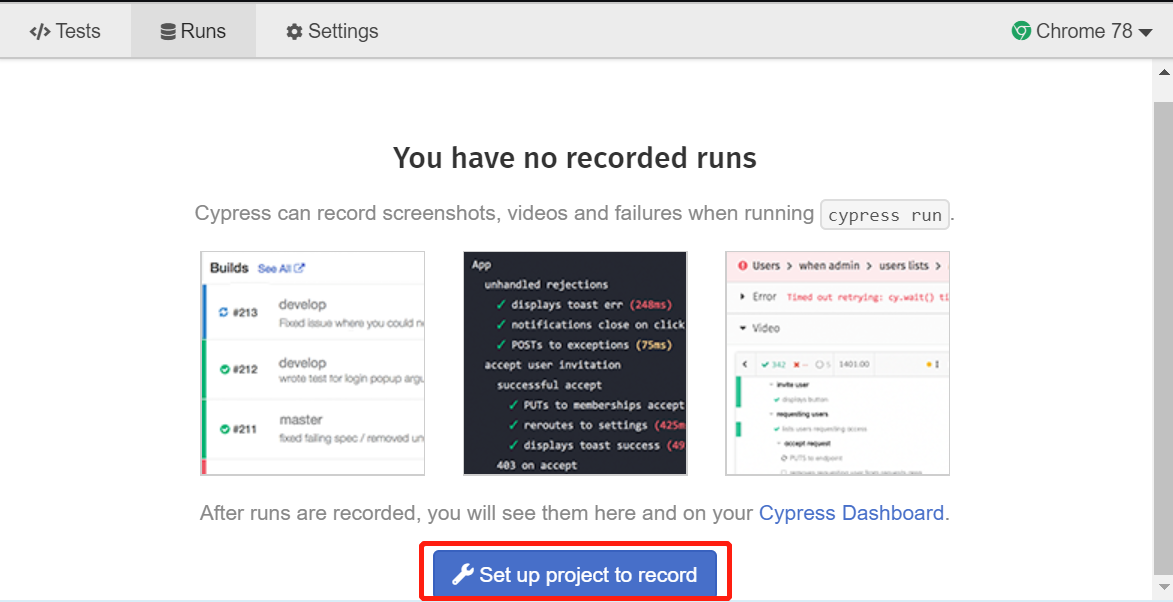 </> Tests
Runs
Settings
Chrome 78
You have no recorded runs
Cypress can record screenshots, videos and failures when running cypress run.
Builds See All
#213 develop
Fixed issue where you could n
#212 develop
wrote test for login popup argu
#211 master
fixed failing spec / removed un
App
unhandled rejections
✓ displays toast err (248ms)
✓ notifications close on click
✓ POSTs to exceptions (75ms)
accept user invitation
successful accept
✓ PUTs to memberships accept
✓ reroutes to settings (425m
✓ displays toast success (49
403 on accept
Users > when admin > users lists >
Error Timed out retrying: cy.wait() ti
Video
< ✓ 342 ✖ -- 5 1401.00
invite user
✓ displays button
requesting users
✓ lists users requesting access
accept request
PUTS to endpoint
removes requesting user from requests
After runs are recorded, you will see them here and on your Cypress Dashboard.
Set up project to record